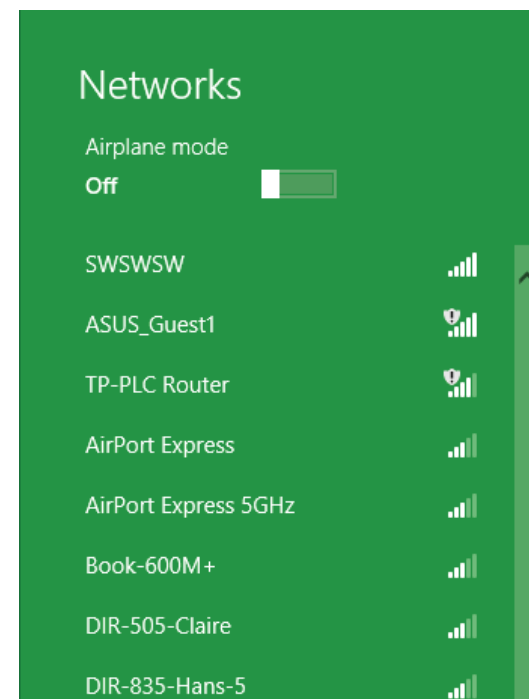 Networks
Airplane mode
Off
SWSWSW
ASUS_Guest1
TP-PLC Router
AirPort Express
AirPort Express 5GHz
Book-600M+
DIR-505-Claire
DIR-835-Hans-5